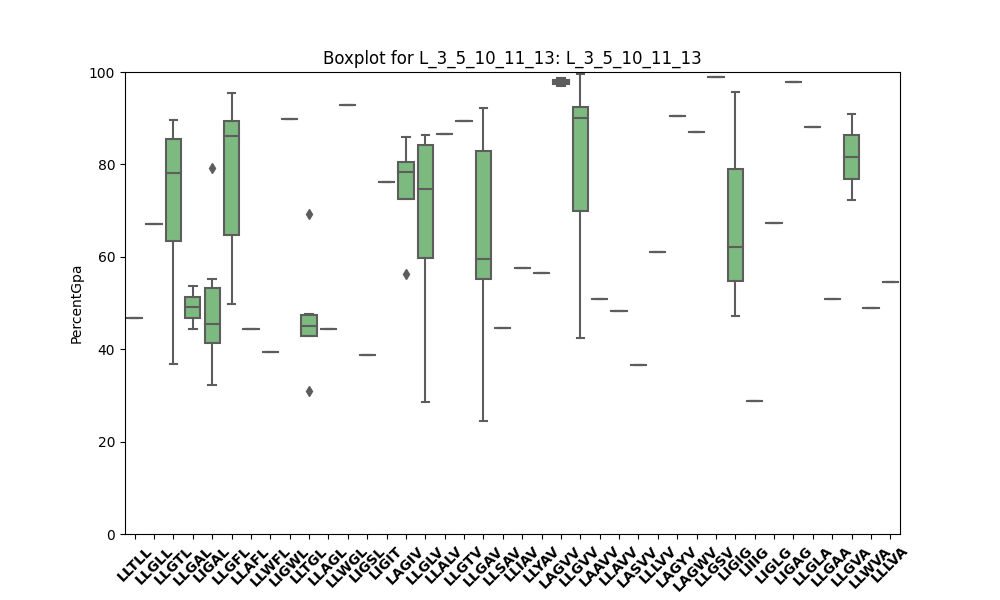 Boxplot for L_3_5_10_11_13: L_3_5_10_11_13
PercentGpa
100
80
60
40
20
0
LLTLL
LLGLL
LLGTL
LLGAL
LIGAL
LLGFL
LLAFL
LLWFL
LIGWL
LLTGL
LLAGL
LLWGL
LIGSL
LIGIT
LAGIV
LLGLV
LLALV
LLGTV
LLGAV
LLSAV
LLIAV
LLYAV
LAGVV
LLGVV
LAAVV
LLAVV
LASVV
LLLVV
LAGYV
LAGWV
LLGSV
LIGIG
LIIIG
LIGLG
LIGAG
LLGLA
LLGAA
LLGVA
LLWVA
LLLVA